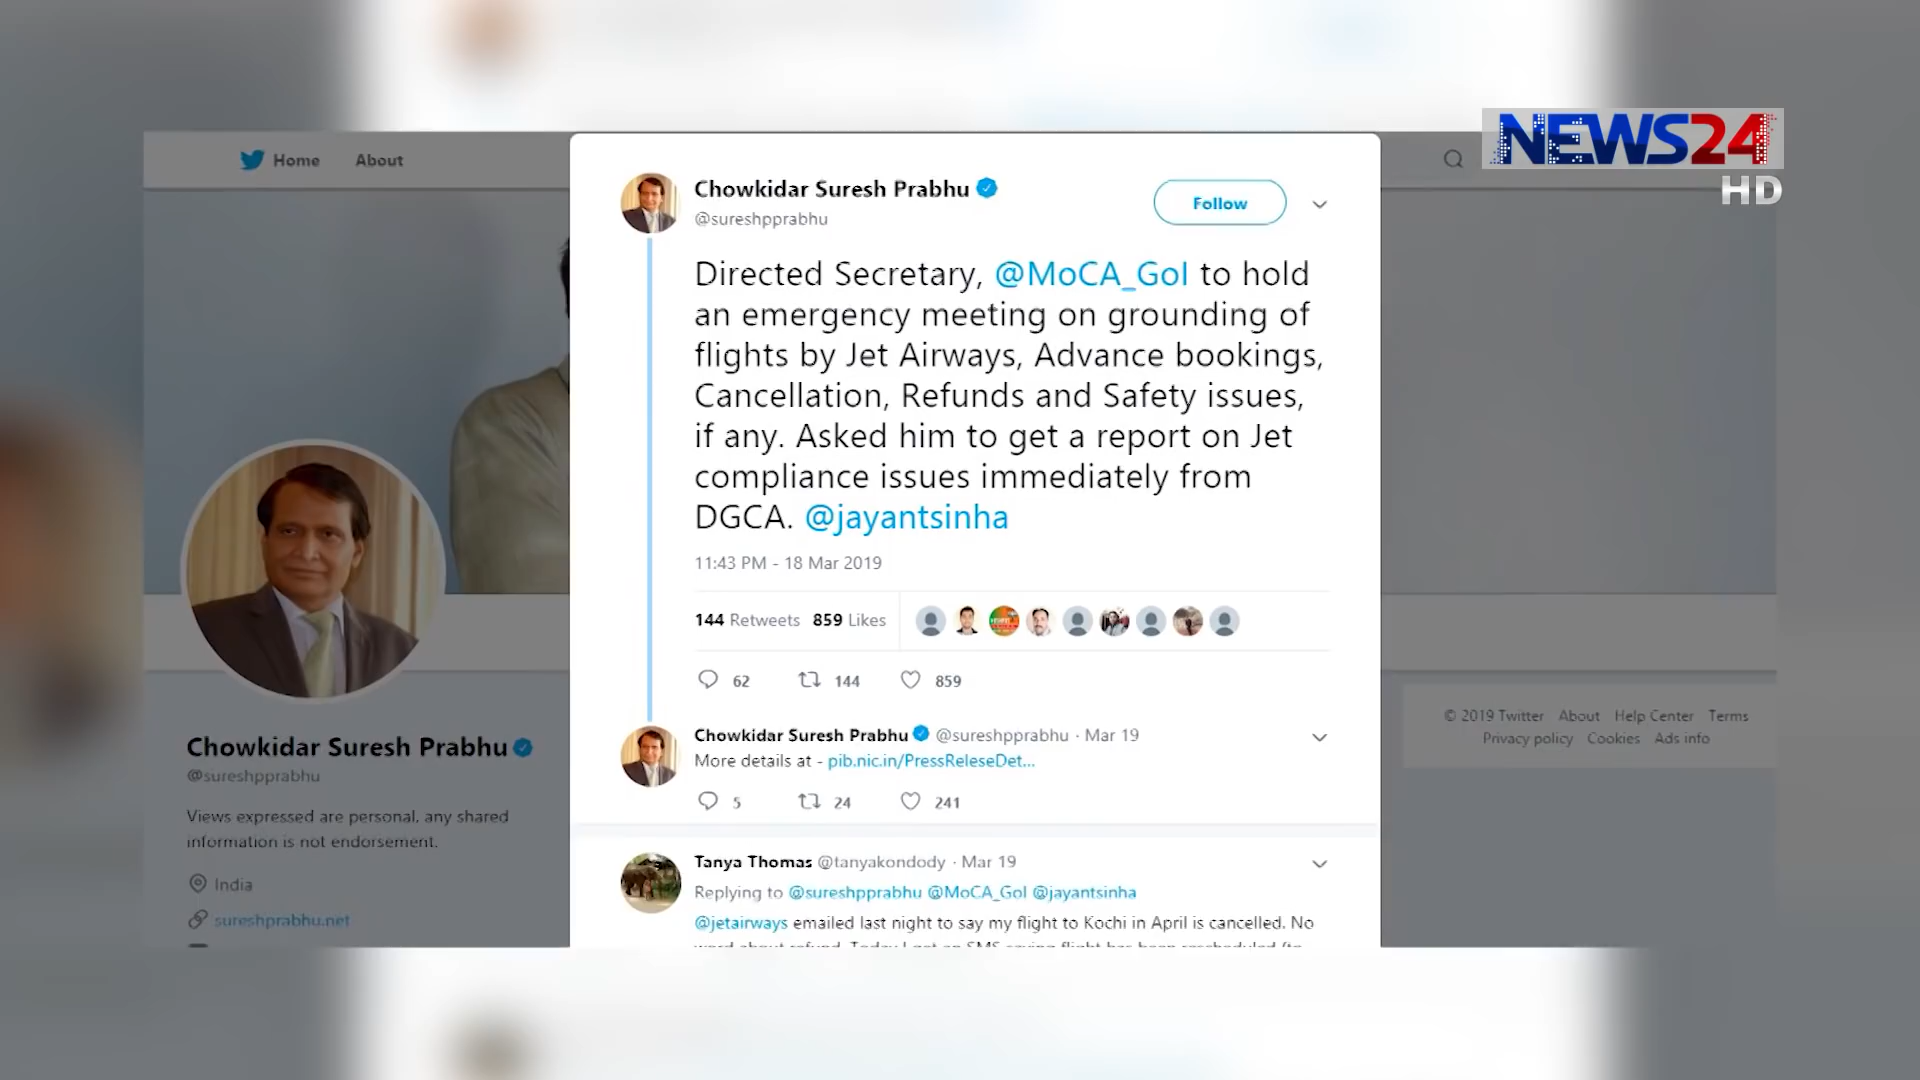 NEWS24
HD
Home About
Chowkidar Suresh Prabhu
@sureshpprabhu
Follow
Directed Secretary, @MoCA_GoI to hold
an emergency meeting on grounding of
flights by Jet Airways, Advance bookings,
Cancellation, Refunds and Safety issues,
if any. Asked him to get a report on Jet
compliance issues immediately from
DGCA. @jayantsinha
11:43 PM - 18 Mar 2019
144 Retweets 859 Likes
62 144 859
Chowkidar Suresh Prabhu @sureshpprabhu · Mar 19
More details at - pib.nic.in/PressReleseDet...
5 24 241
Tanya Thomas @tanyakondody · Mar 19
Replying to @sureshpprabhu @MoCA_GoI @jayantsinha
@jetairways emailed last night to say my flight to Kochi in April is cancelled. No
Chowkidar Suresh Prabhu
@sureshpprabhu
Views expressed are personal, any shared
information is not endorsement.
India
sureshprabhu.net
© 2019 Twitter About Help Center Terms
Privacy policy Cookies Ads info